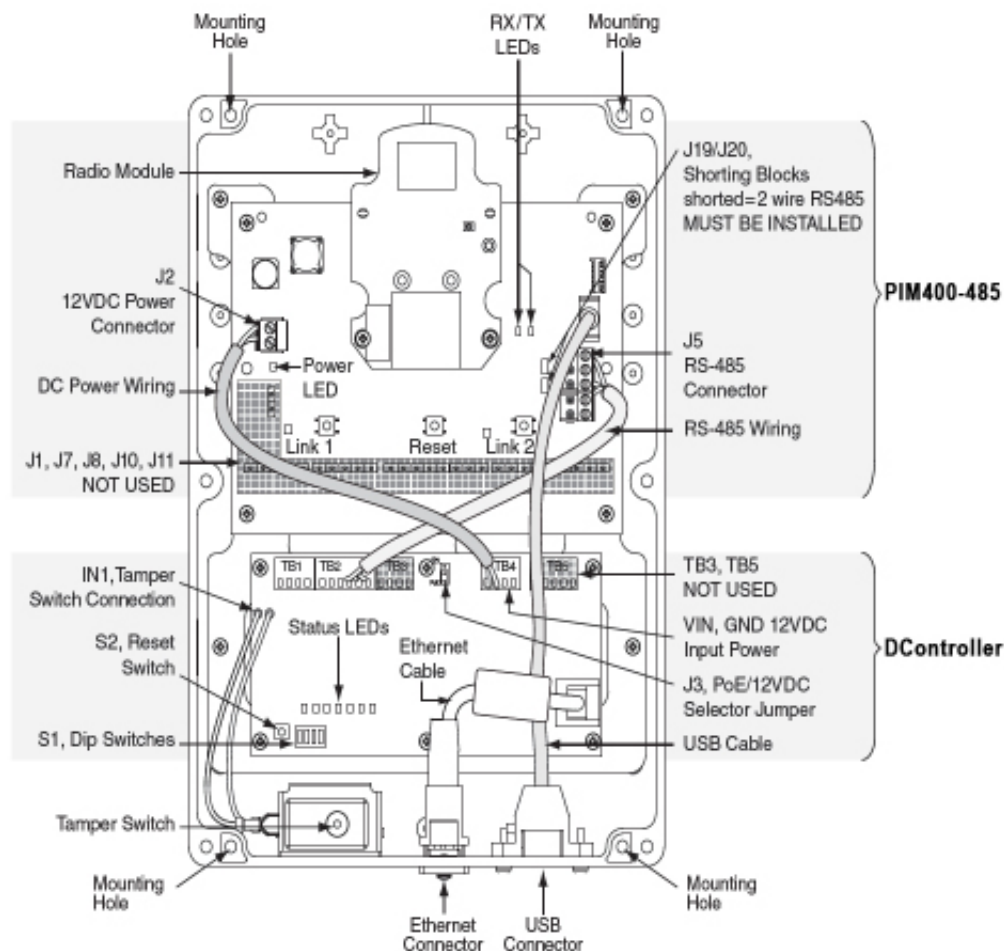 Mounting
Hole
RX/TX
LEDs
Mounting
Hole
Radio Module
J19/J20,
Shorting Blocks
shorted=2 wire RS485
MUST BE INSTALLED
J2
12VDC Power
Connector
PIM400-485
J5
RS-485
Connector
Power
LED
DC Power Wiring
RS-485 Wiring
Link 1
Reset
Link 2
J1, J7, J8, J10, J11
NOT USED
TB1
TB2
TB3
TB4
TB5
IN1,Tamper
Switch Connection
TB3, TB5
NOT USED
S2, Reset
Switch
Status LEDs
Ethernet
Cable
VIN, GND 12VDC
Input Power
DController
J3, PoE/12VDC
Selector Jumper
S1, Dip Switches
USB Cable
Tamper Switch
Mounting
Hole
Ethernet
Connector
USB
Connector
Mounting
Hole